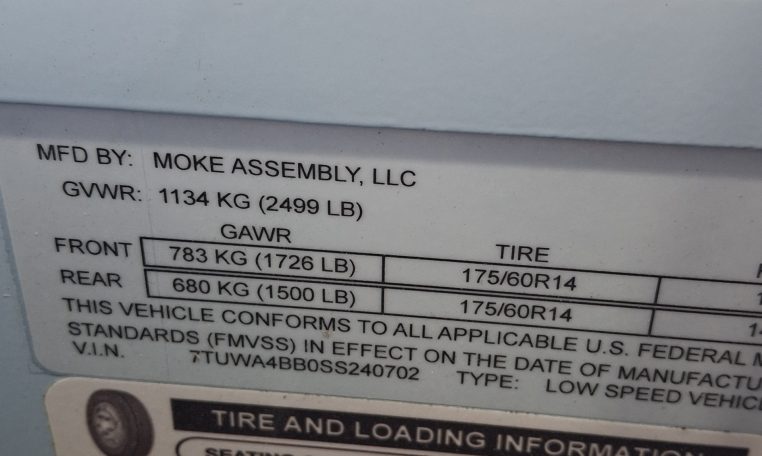 MFD BY: MOKE ASSEMBLY, LLC
GVWR: 1134 KG (2499 LB)
GAWR TIRE
FRONT 783 KG (1726 LB) 175/60R14
REAR 680 KG (1500 LB) 175/60R14
THIS VEHICLE CONFORMS TO ALL APPLICABLE U.S. FEDERAL M
STANDARDS (FMVSS) IN EFFECT ON THE DATE OF MANUFACTU
V.I.N. 7TUWA4BB0SS240702 TYPE: LOW SPEED VEHICL
TIRE AND LOADING INFORMATION